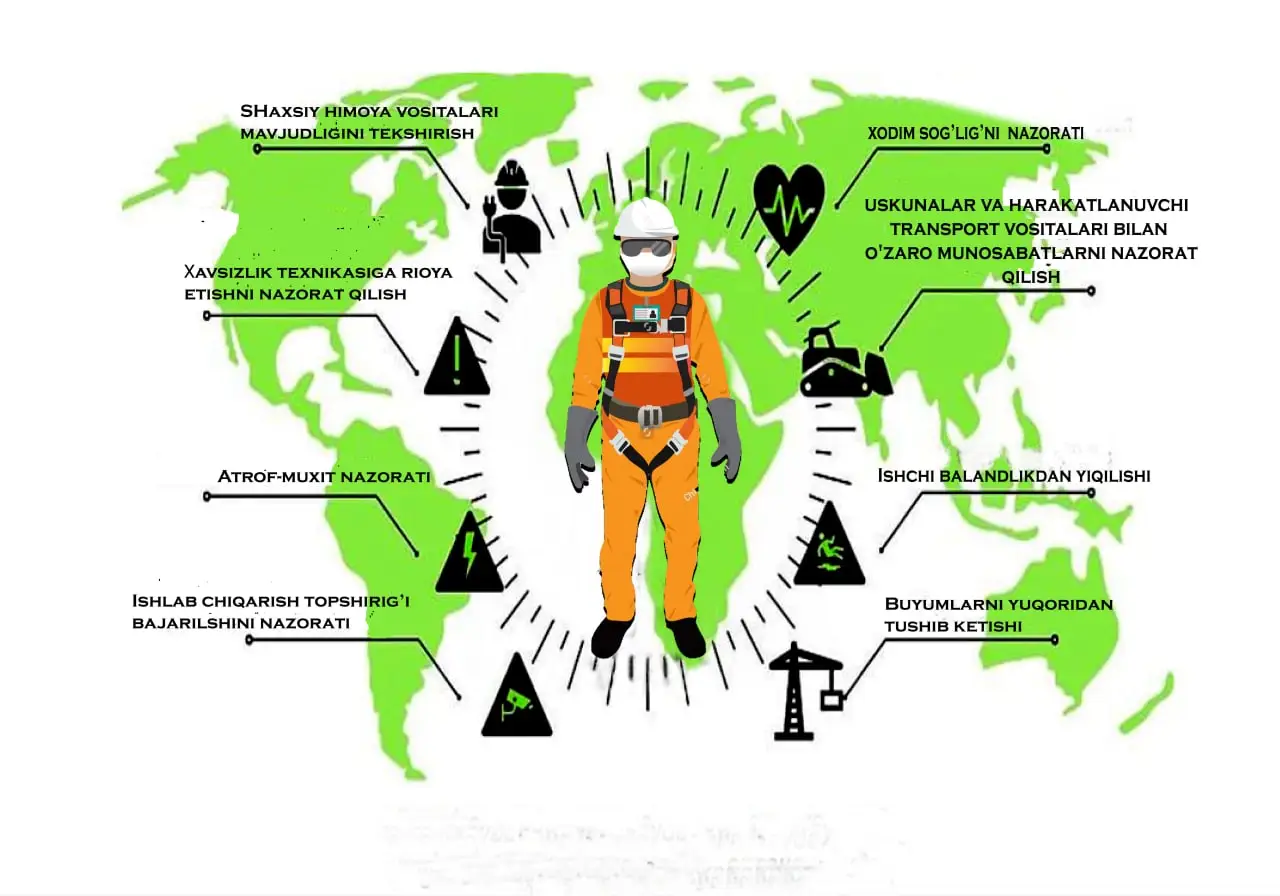 SHaxsiy himoya vositalari
mavjudligini tekshirish
Xavsizlik texnikasiga rioya
etishni nazorat qilish
Atrof-muxit nazorati
Ishlab chiqarish topshirig'i
bajarilshini nazorati
XODIM SOG'LIG'NI NAZORATI
USKUNALAR VA HARAKATLANUVCHI
TRANSPORT VOSITALARI BILAN
O'ZARO MUNOSABATLARNI NAZORAT
QILISH
Ishchi balandlikdan yiqilishi
Buyumlarni yuqoridan
tushib ketishi